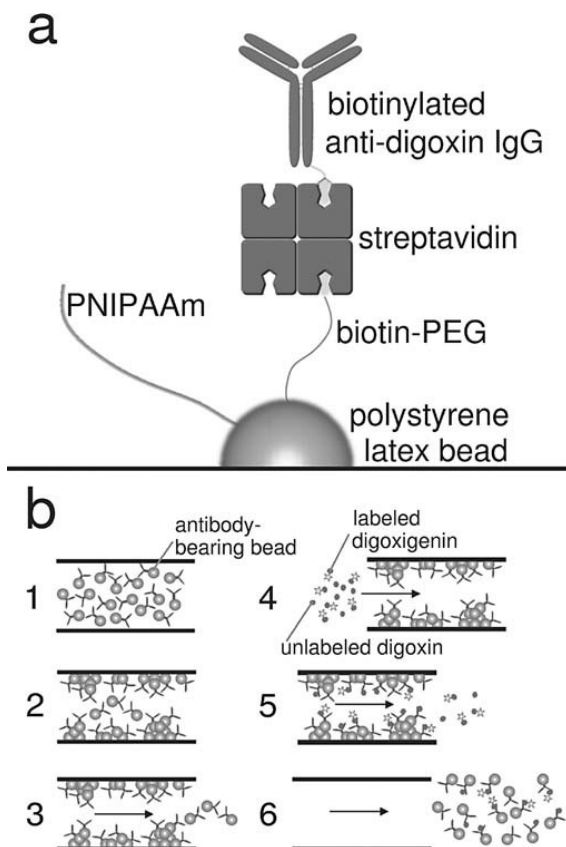 a
biotinylated
anti-digoxin IgG
streptavidin
PNIPAAm
biotin-PEG
polystyrene
latex bead
b
antibody-
bearing bead
1
2
3
labeled
digoxigenin
4
unlabeled digoxin
5
6